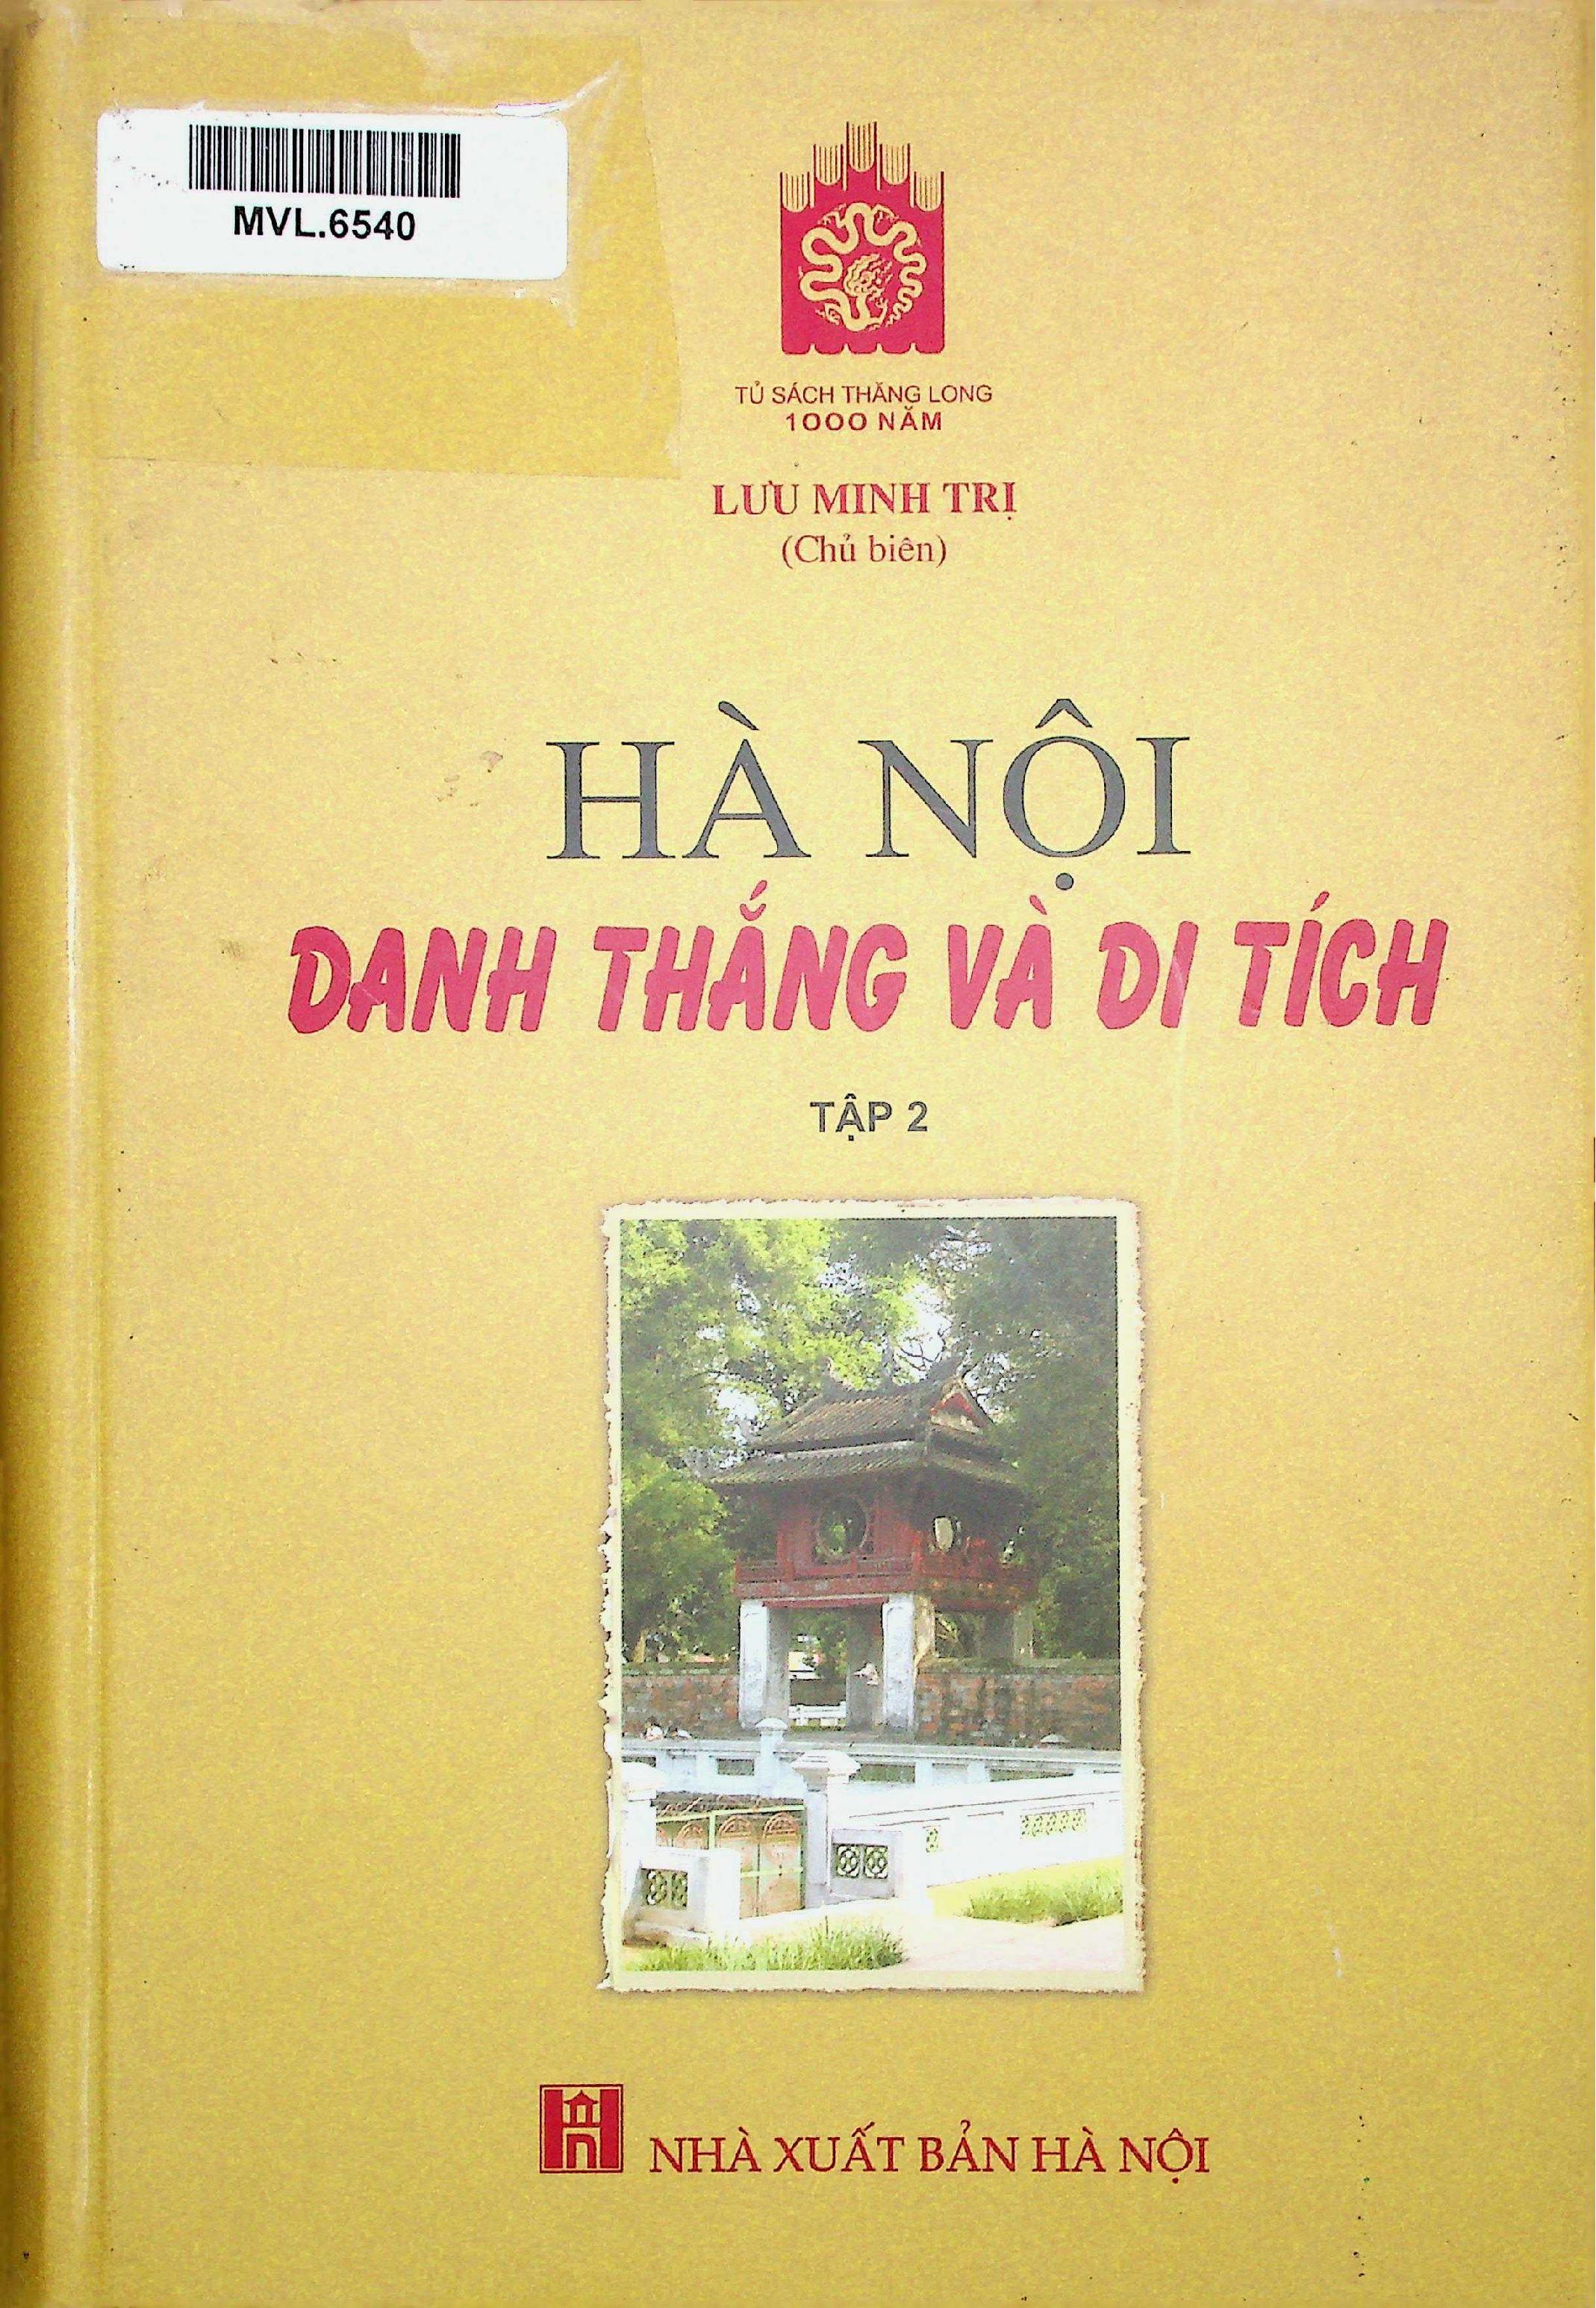 MVL.6540
TỦ SÁCH THĂNG LONG
1000 NĂM
LƯU MINH TRỊ
(Chủ biên)
HÀ NỘI
DANH THẮNG VÀ DI TÍCH
TẬP 2
NHÀ XUẤT BẢN HÀ NỘI